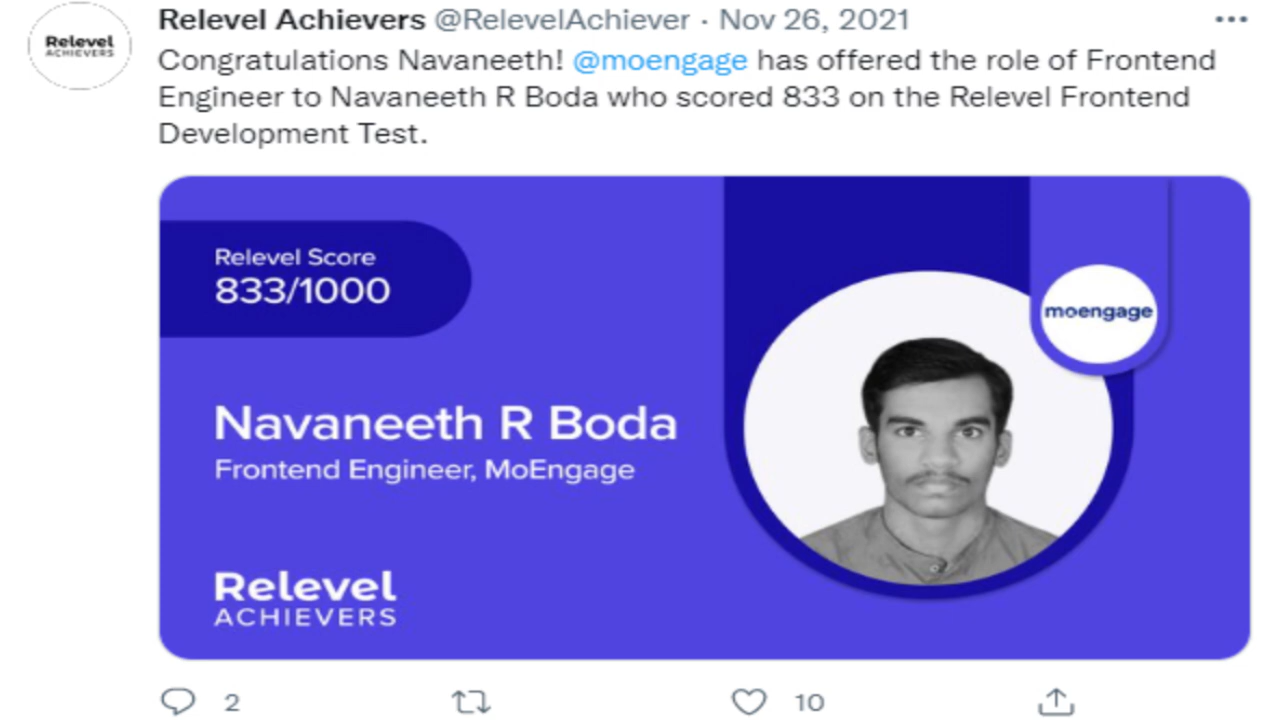 Relevel Achievers @RelevelAchiever · Nov 26, 2021
Relevel
ACHIEVERS
Congratulations Navaneeth! @moengage has offered the role of Frontend
Engineer to Navaneeth R Boda who scored 833 on the Relevel Frontend
Development Test.
Relevel Score
833/1000
moengage
Navaneeth R Boda
Frontend Engineer, MoEngage
Relevel
ACHIEVERS
2
10